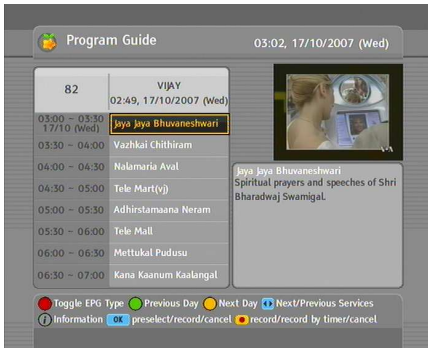 Program Guide
03:02, 17/10/2007 (Wed)
82
VIJAY
02:49, 17/10/2007 (Wed)
03:00 – 03:30
17/10 (Wed)
Jaya Jaya Bhuvaneshwari
03:30 – 04:00 Vazhkai Chithiram
04:00 – 04:30 Nalamaria Aval
04:30 – 05:00 Tele Mart(vj)
05:00 – 05:30 Adhirstamaana Neram
05:30 – 06:00 Tele Mall
06:00 – 06:30 Mettukal Pudusu
06:30 – 07:00 Kana Kaanum Kaalangal
VOA
Jaya Jaya Bhuvaneshwari
Spiritual prayers and speeches of Shri
Bharadwaj Swamigal.
Toggle EPG Type Previous Day Next Day Next/Previous Services
i Information OK preselect/record/cancel record/record by timer/cancel